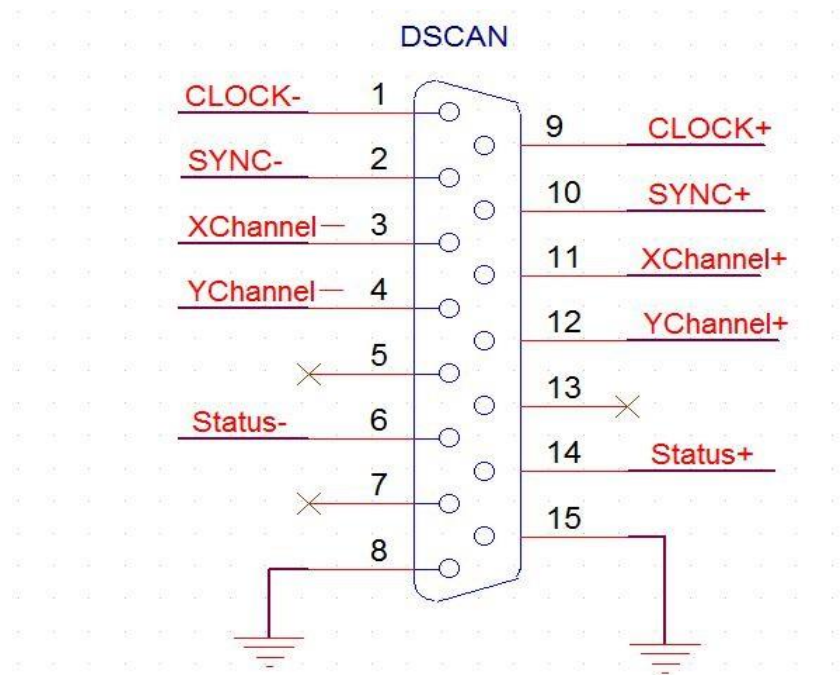 DSCAN
CLOCK- 1
9 CLOCK+
SYNC- 2
10 SYNC+
XChannel— 3
11 XChannel+
YChannel— 4
12 YChannel+
5
13
Status- 6
14 Status+
7
15
8